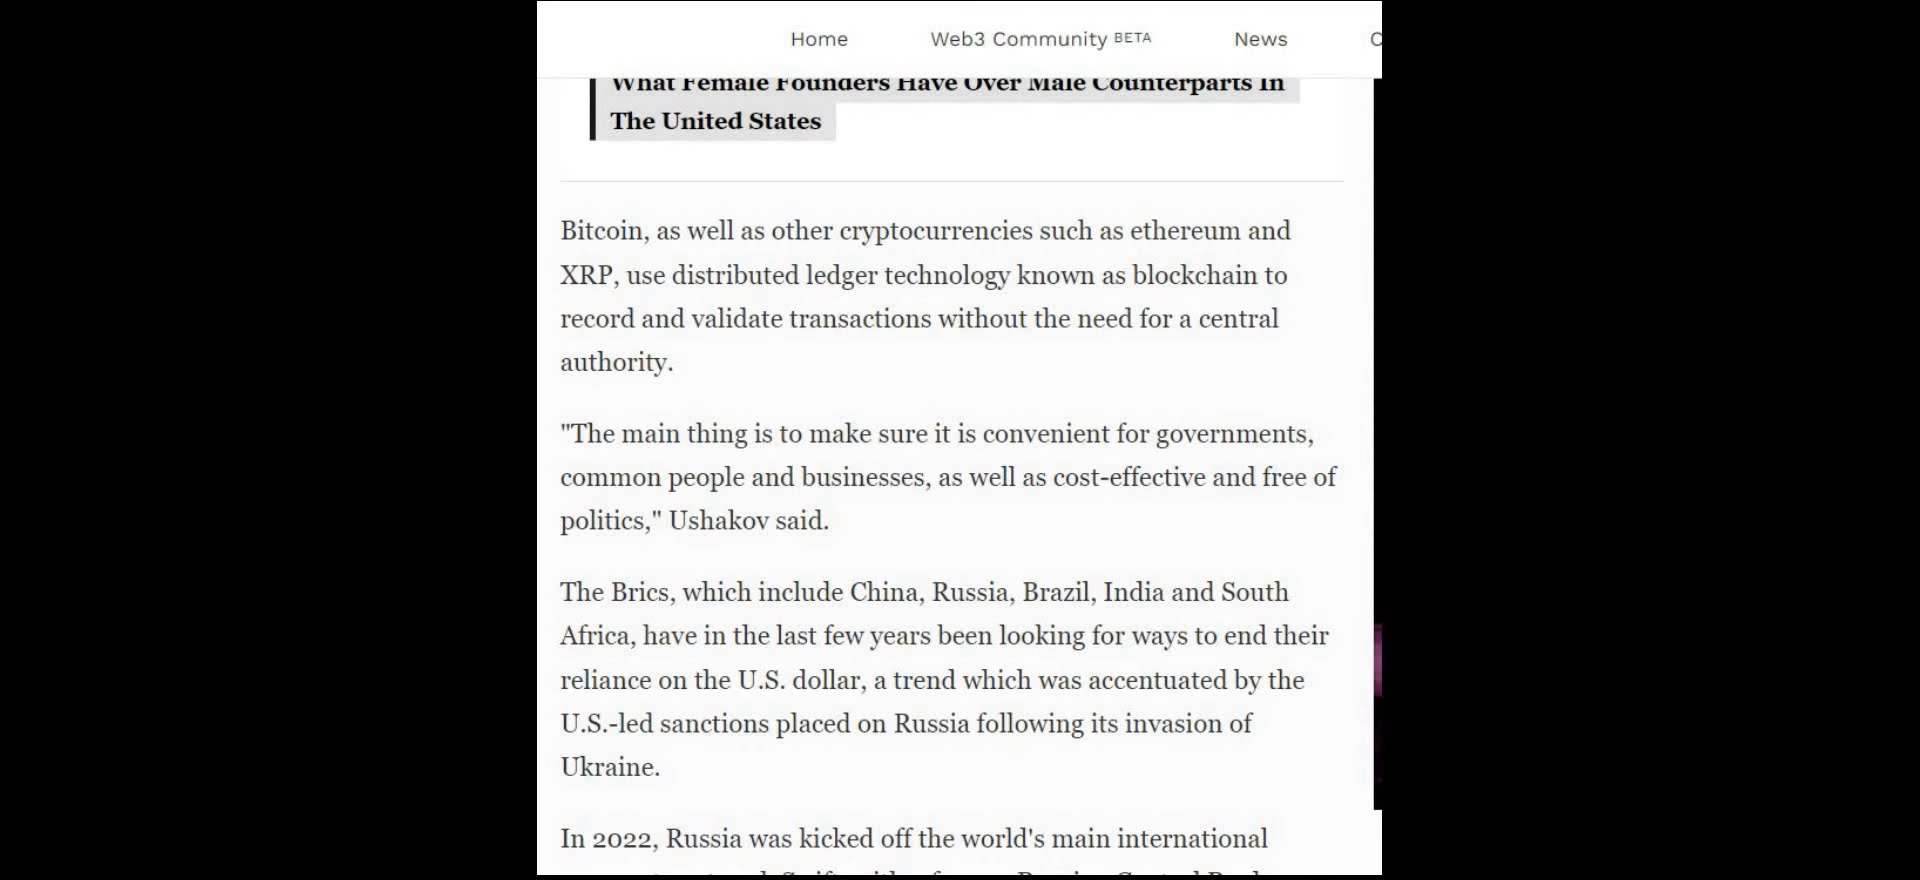 Home Web3 Community BETA News
What Female Founders Have Over Male Counterparts In
The United States
Bitcoin, as well as other cryptocurrencies such as ethereum and
XRP, use distributed ledger technology known as blockchain to
record and validate transactions without the need for a central
authority.
"The main thing is to make sure it is convenient for governments,
common people and businesses, as well as cost-effective and free of
politics," Ushakov said.
The Brics, which include China, Russia, Brazil, India and South
Africa, have in the last few years been looking for ways to end their
reliance on the U.S. dollar, a trend which was accentuated by the
U.S.-led sanctions placed on Russia following its invasion of
Ukraine.
In 2022, Russia was kicked off the world's main international